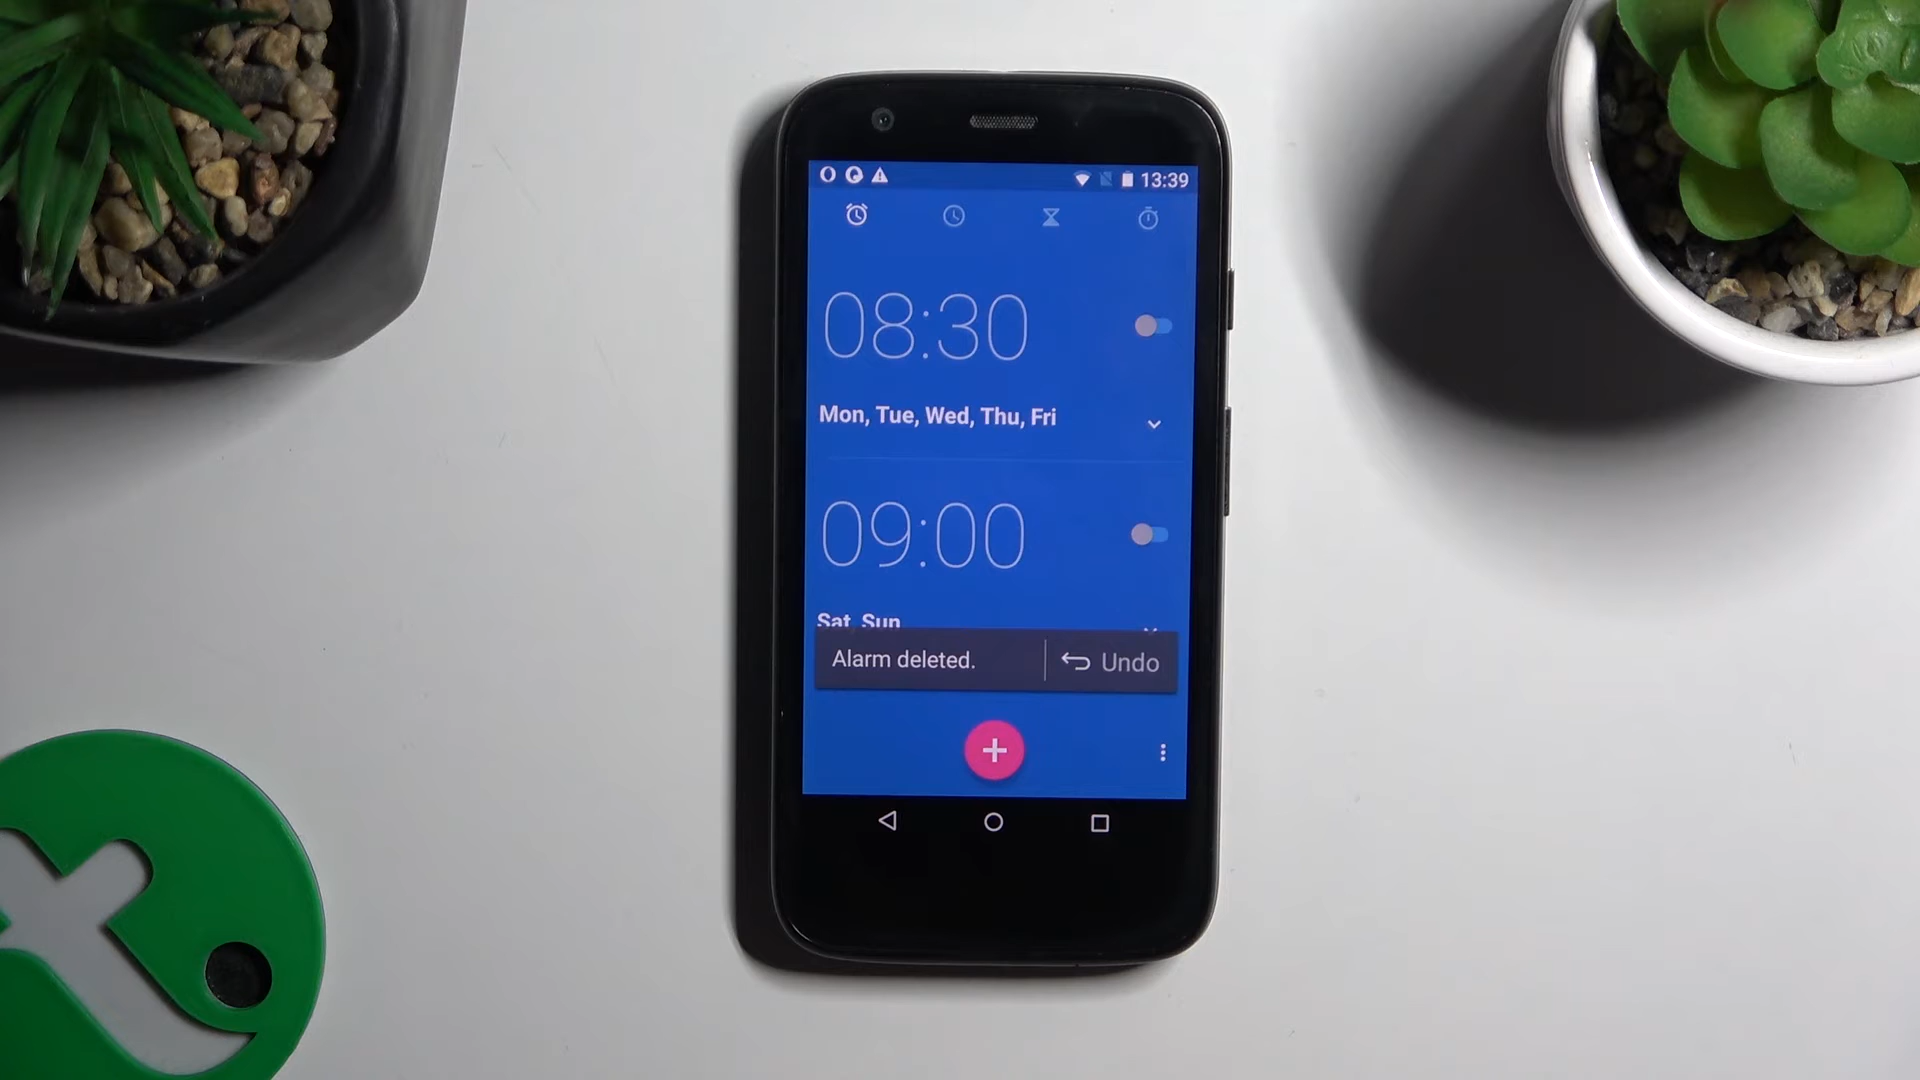 13:39
08:30
Mon, Tue, Wed, Thu, Fri
09:00
Sat, Sun
Alarm deleted.
Undo